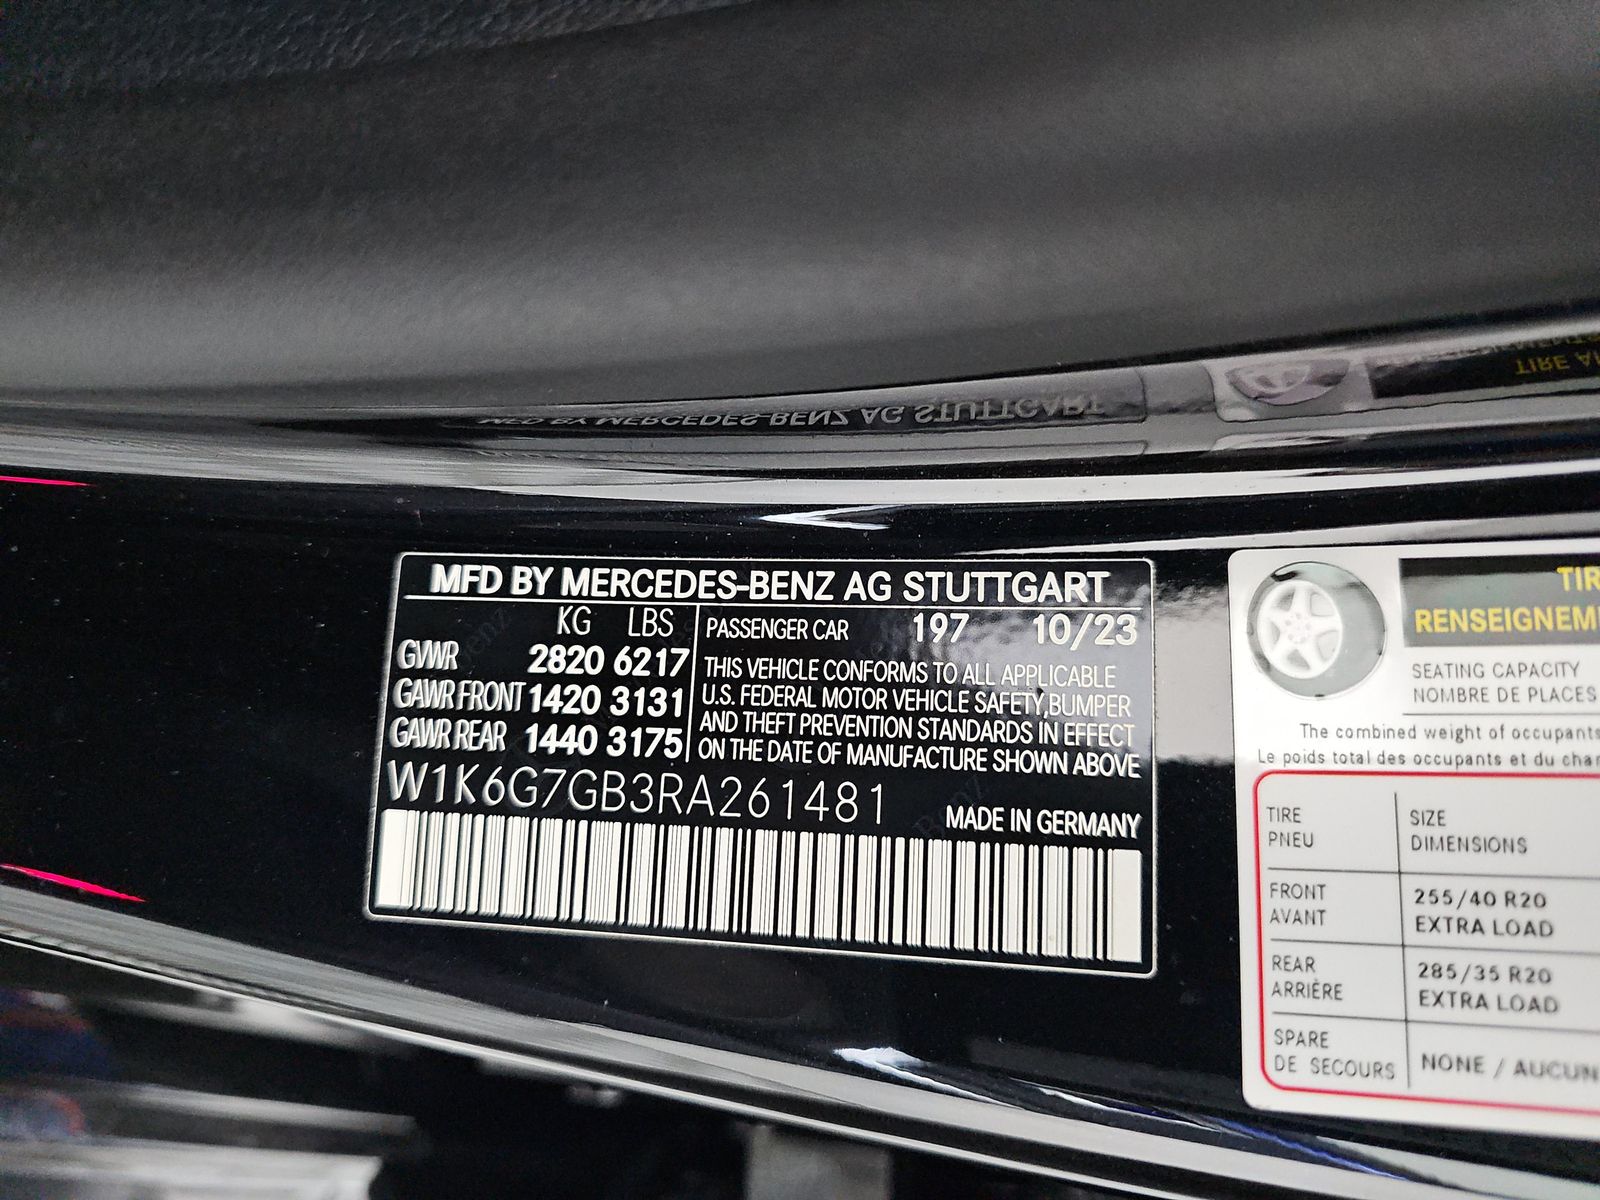 MFD BY MERCEDES-BENZ AG STUTTGART
KG LBS
GVWR 2820 6217
GAWR FRONT 1420 3131
GAWR REAR 1440 3175
PASSENGER CAR 197 10/23
THIS VEHICLE CONFORMS TO ALL APPLICABLE
U.S. FEDERAL MOTOR VEHICLE SAFETY,BUMPER
AND THEFT PREVENTION STANDARDS IN EFFECT
ON THE DATE OF MANUFACTURE SHOWN ABOVE
W1K6G7GB3RA261481
MADE IN GERMANY
TIR
RENSEIGNEME
SEATING CAPACITY
NOMBRE DE PLACES
The combined weight of occupants
Le poids total des occupants et du char
TIRE
PNEU
SIZE
DIMENSIONS
FRONT
AVANT
255/40 R20
EXTRA LOAD
REAR
ARRIÈRE
285/35 R20
EXTRA LOAD
SPARE
DE SECOURS
NONE / AUCUN